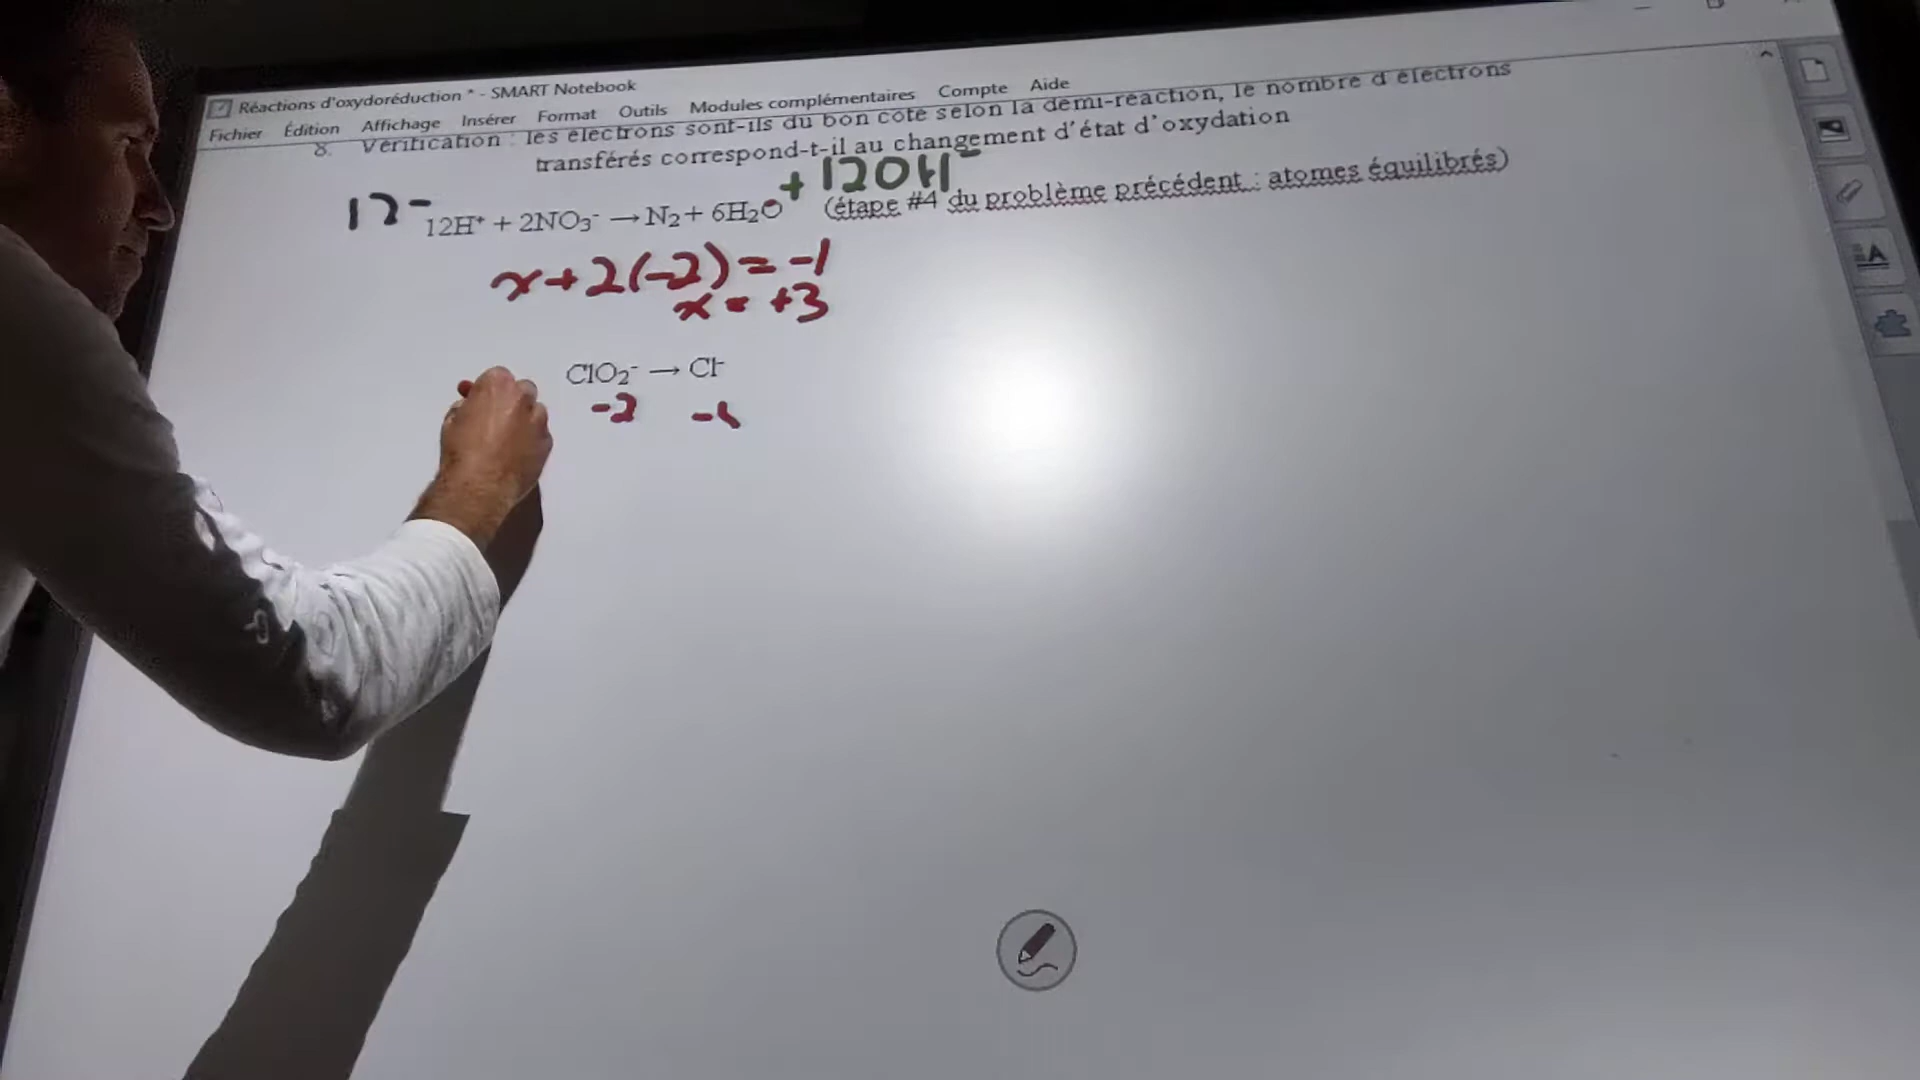 Réactions d'oxydoréduction * - SMART Notebook
Fichier Édition Affichage Insérer Format Outils Modules complémentaires Compte Aide
8. Vérification : les électrons sont-ils du bon côté selon la demi-réaction, le nombre d'électrons
transférés correspond-t-il au changement d'état d'oxydation
+ 12OH⁻
12H⁺ + 2NO₃⁻ → N₂ + 6H₂O (étape #4 du problème précédent : atomes équilibrés)
x + 2(-2) = -1
x = +3
ClO₂⁻ → Cl⁻
-2